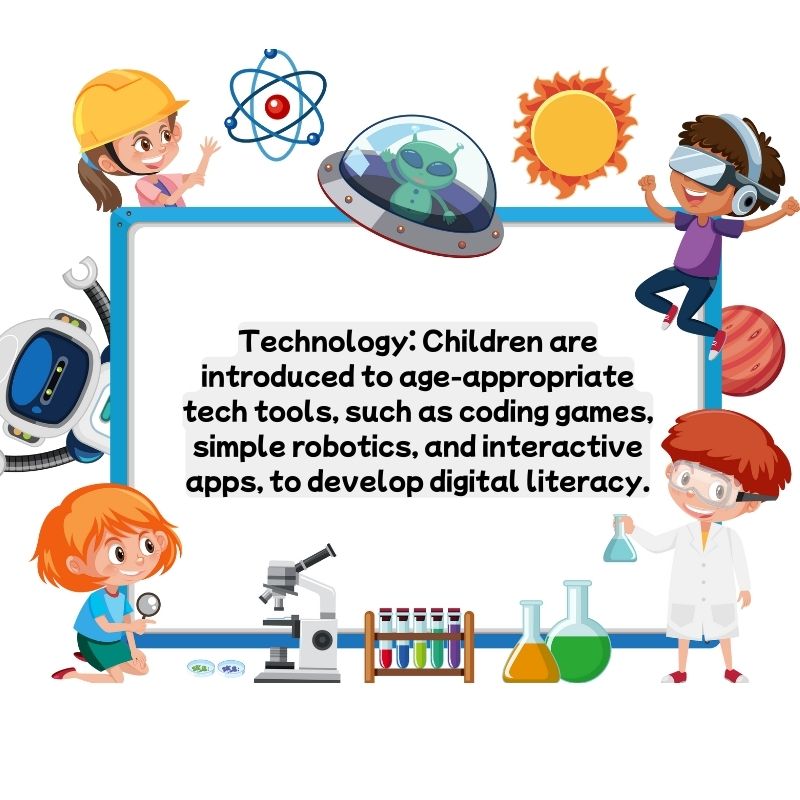 Technology: Children are
introduced to age-appropriate
tech tools, such as coding games,
simple robotics, and interactive
apps, to develop digital literacy.